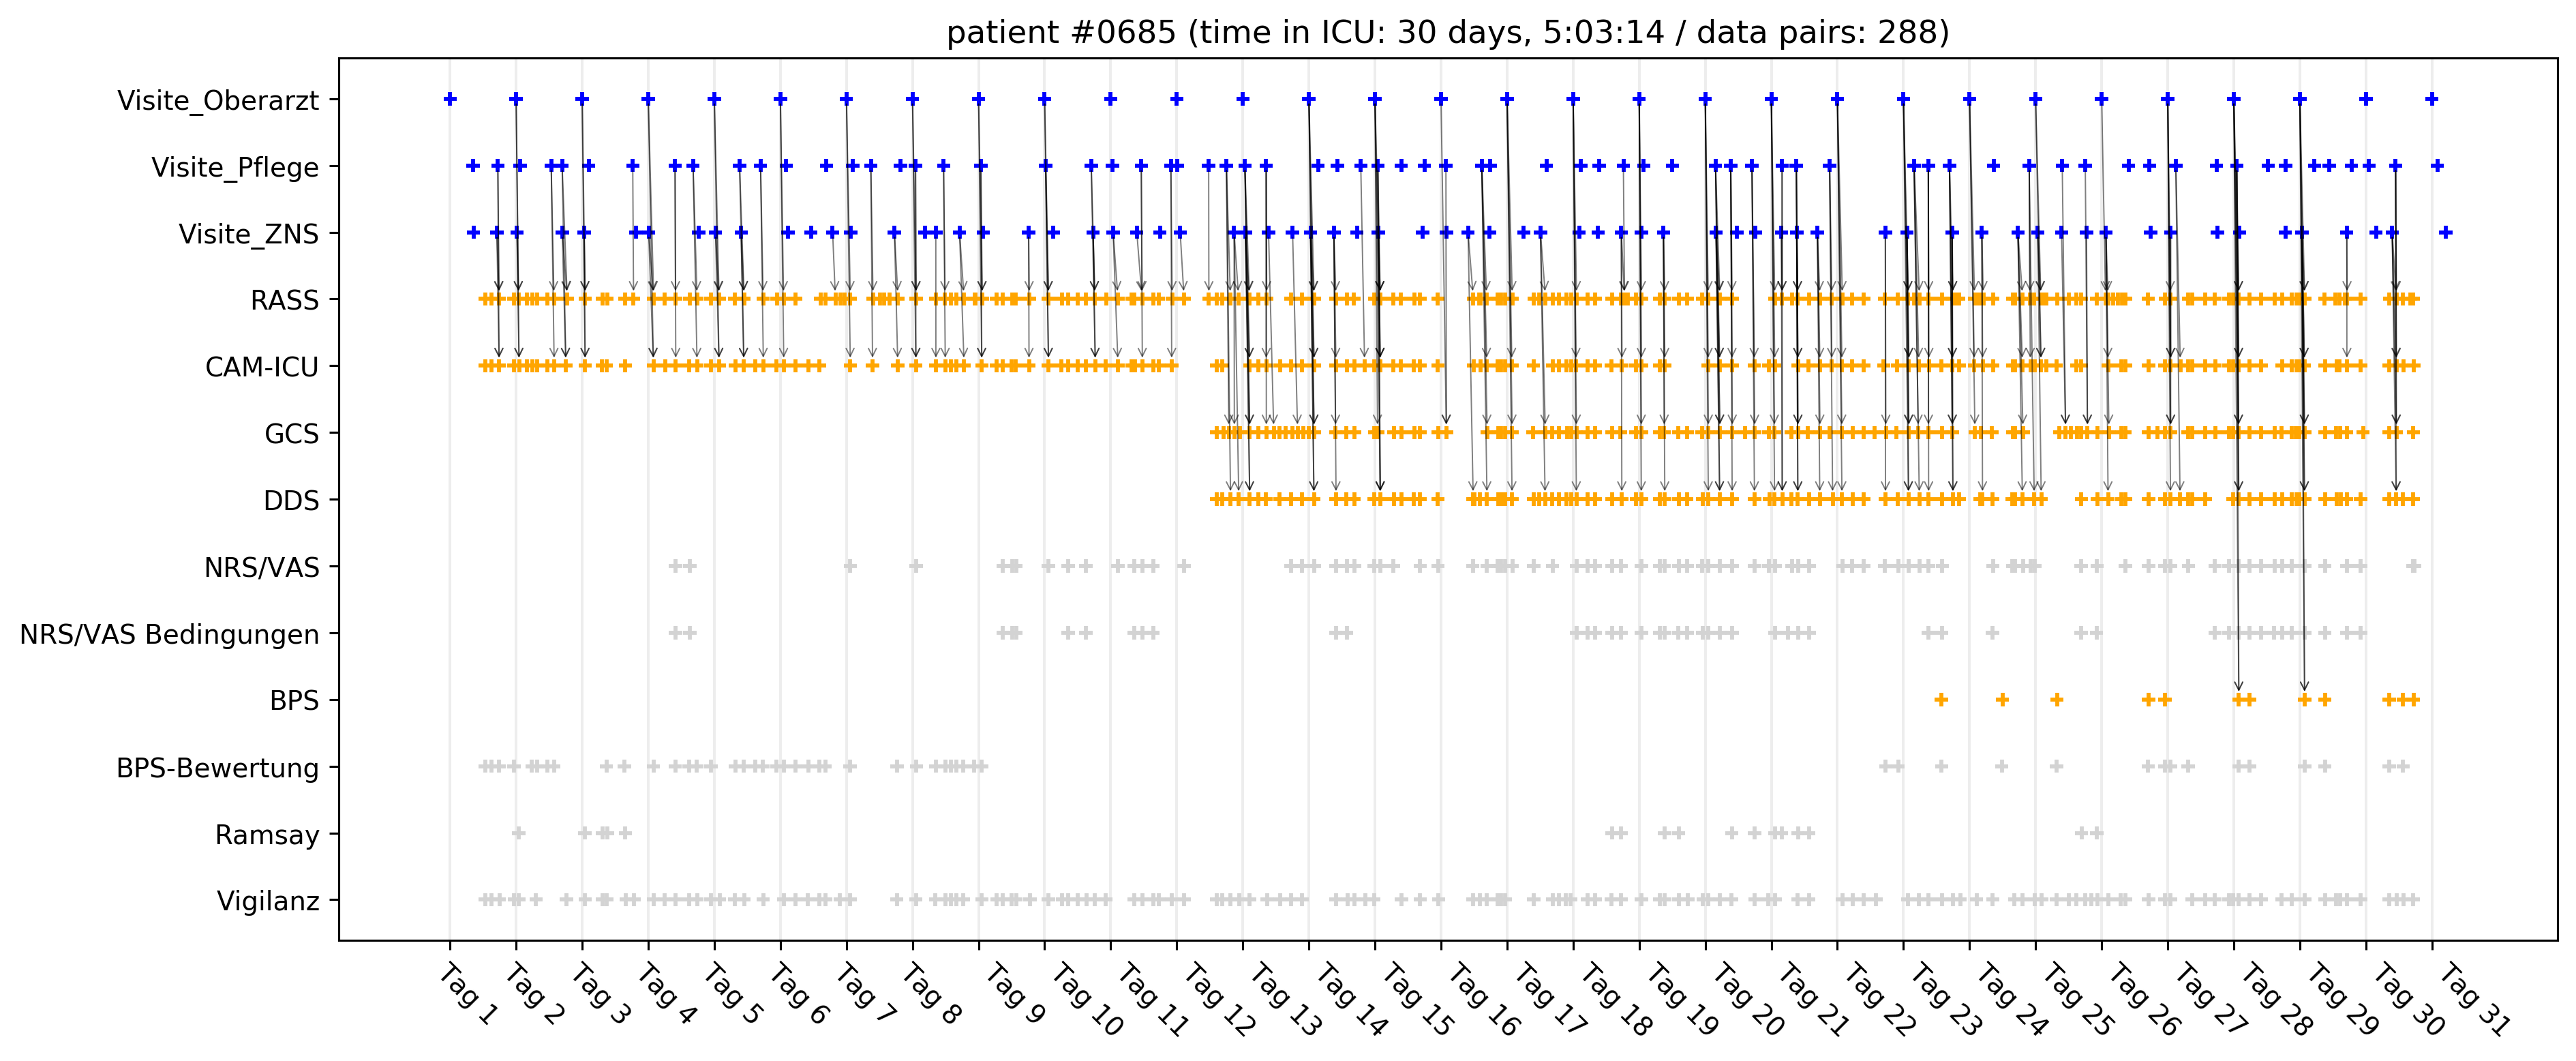 patient #0685 (time in ICU: 30 days, 5:03:14 / data pairs: 288)
Visite_Oberarzt
Visite_Pflege
Visite_ZNS
RASS
CAM-ICU
GCS
DDS
NRS/VAS
NRS/VAS Bedingungen
BPS
BPS-Bewertung
Ramsay
Vigilanz
Tag 1
Tag 2
Tag 3
Tag 4
Tag 5
Tag 6
Tag 7
Tag 8
Tag 9
Tag 10
Tag 11
Tag 12
Tag 13
Tag 14
Tag 15
Tag 16
Tag 17
Tag 18
Tag 19
Tag 20
Tag 21
Tag 22
Tag 23
Tag 24
Tag 25
Tag 26
Tag 27
Tag 28
Tag 29
Tag 30
Tag 31